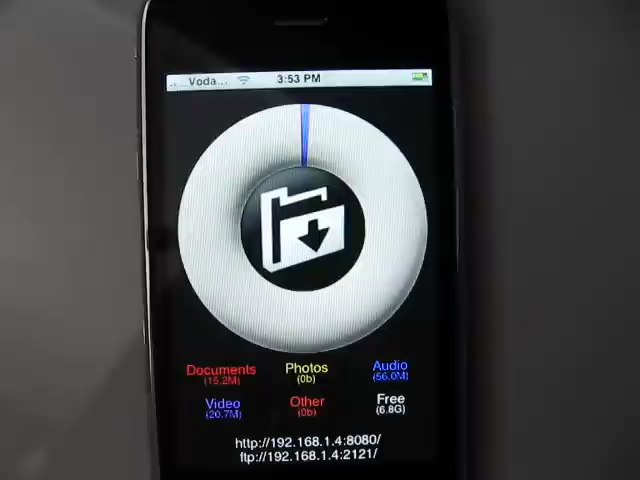 Voda... 3:53 PM
Documents Photos Audio
(15.2M) (0b) (56.0M)
Video Other Free
(20.7M) (0b) (6.8G)
http://192.168.1.4:8080/
ftp://192.168.1.4:2121/